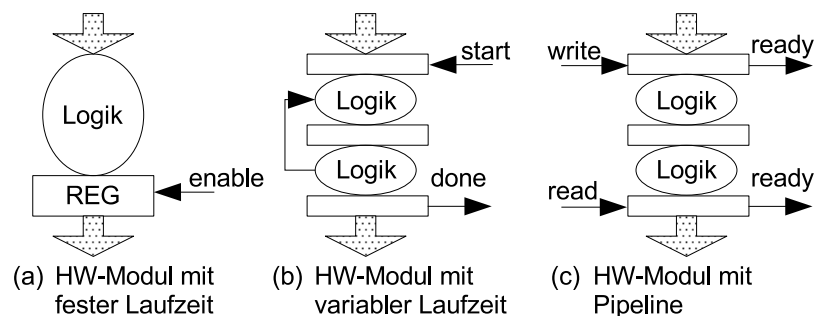 Logik
REG
enable
(a) HW-Modul mit
fester Laufzeit
start
Logik
Logik
done
(b) HW-Modul mit
variabler Laufzeit
write
ready
Logik
Logik
read
ready
(c) HW-Modul mit
Pipeline